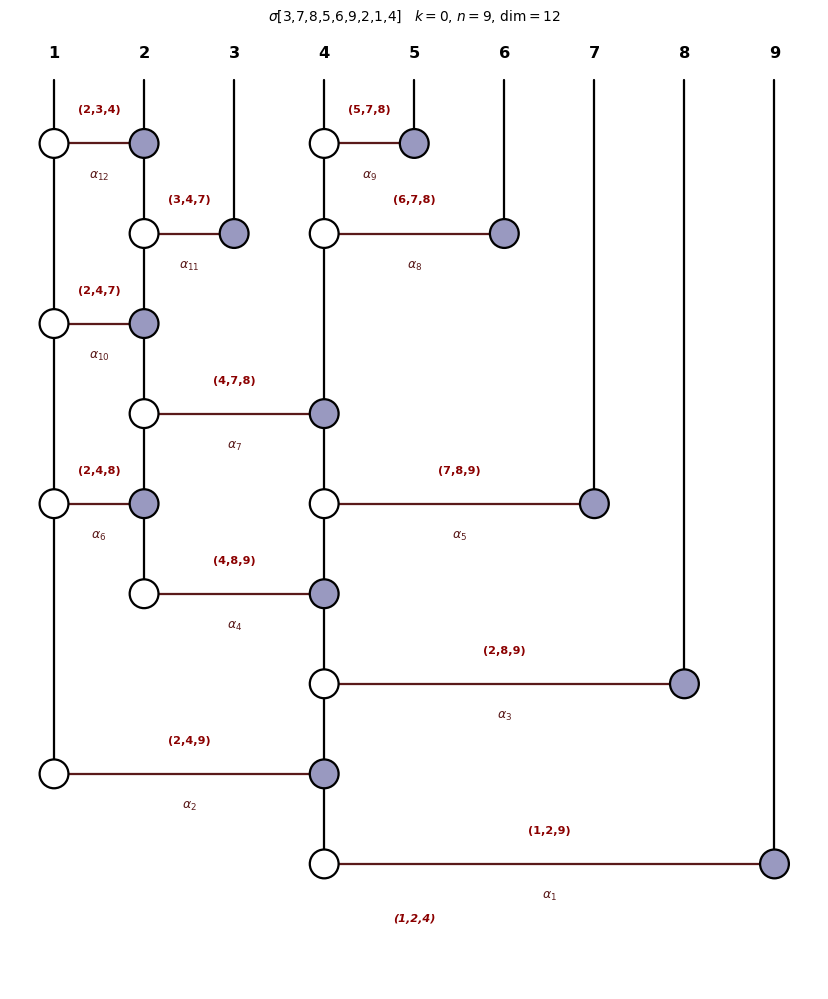 σ[3,7,8,5,6,9,2,1,4] k=0, n=9, dim=12
1 2 3 4 5 6 7 8 9
(2,3,4) (5,7,8)
α12 α9
(3,4,7) (6,7,8)
α11 α8
(2,4,7)
α10
(4,7,8)
α7
(2,4,8) (7,8,9)
α6 α5
(4,8,9)
α4
(2,8,9)
α3
(2,4,9)
α2
(1,2,9)
α1
(1,2,4)